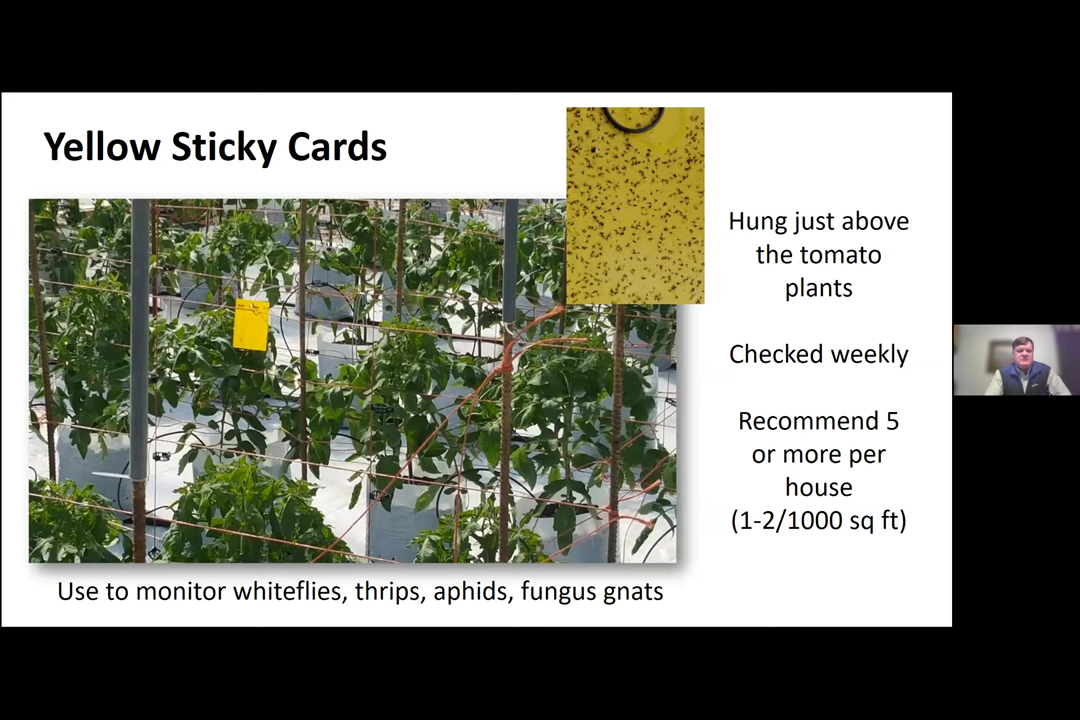 Yellow Sticky Cards
Hung just above
the tomato
plants
Checked weekly
Recommend 5
or more per
house
(1-2/1000 sq ft)
Use to monitor whiteflies, thrips, aphids, fungus gnats